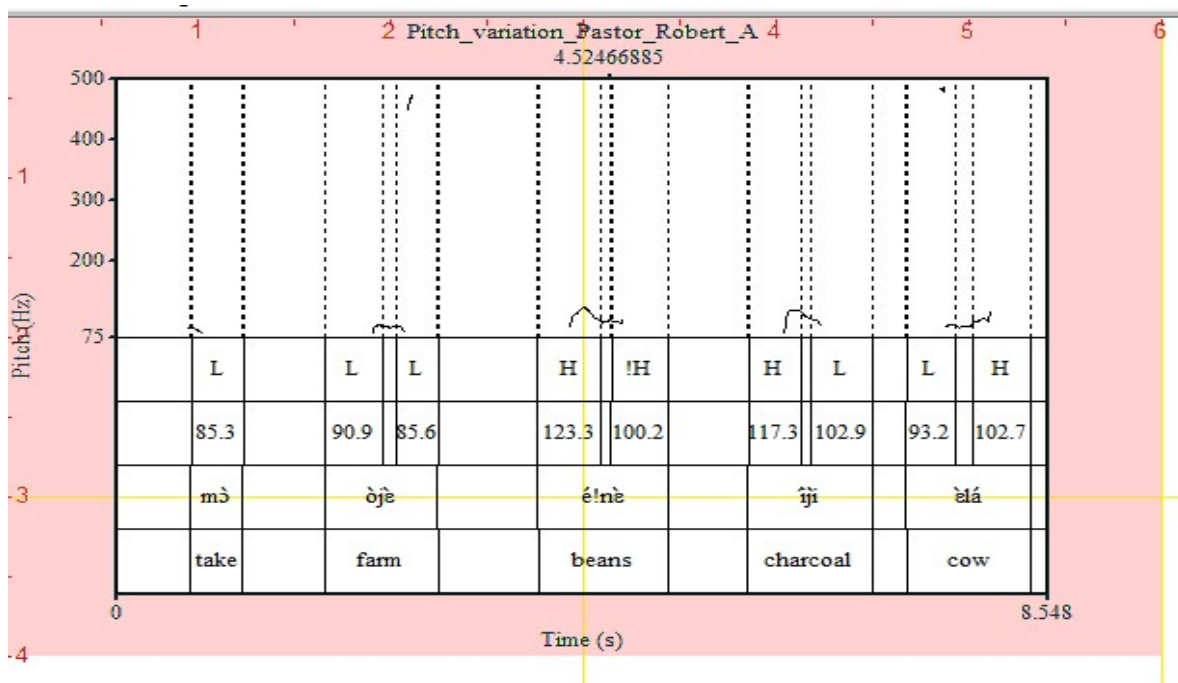 1 2 3 4 5 6
Pitch_variation_Pastor_Robert_A
4.52466885
500
400
300
200
75
Pitch (Hz)
1
3
4
L L L H !H H L L H
85.3 90.9 85.6 123.3 100.2 117.3 102.9 93.2 102.7
mɔ̀ òjɛ̀ é!nɛ̀ èlá
take farm beans charcoal cow
0 8.548
Time (s)